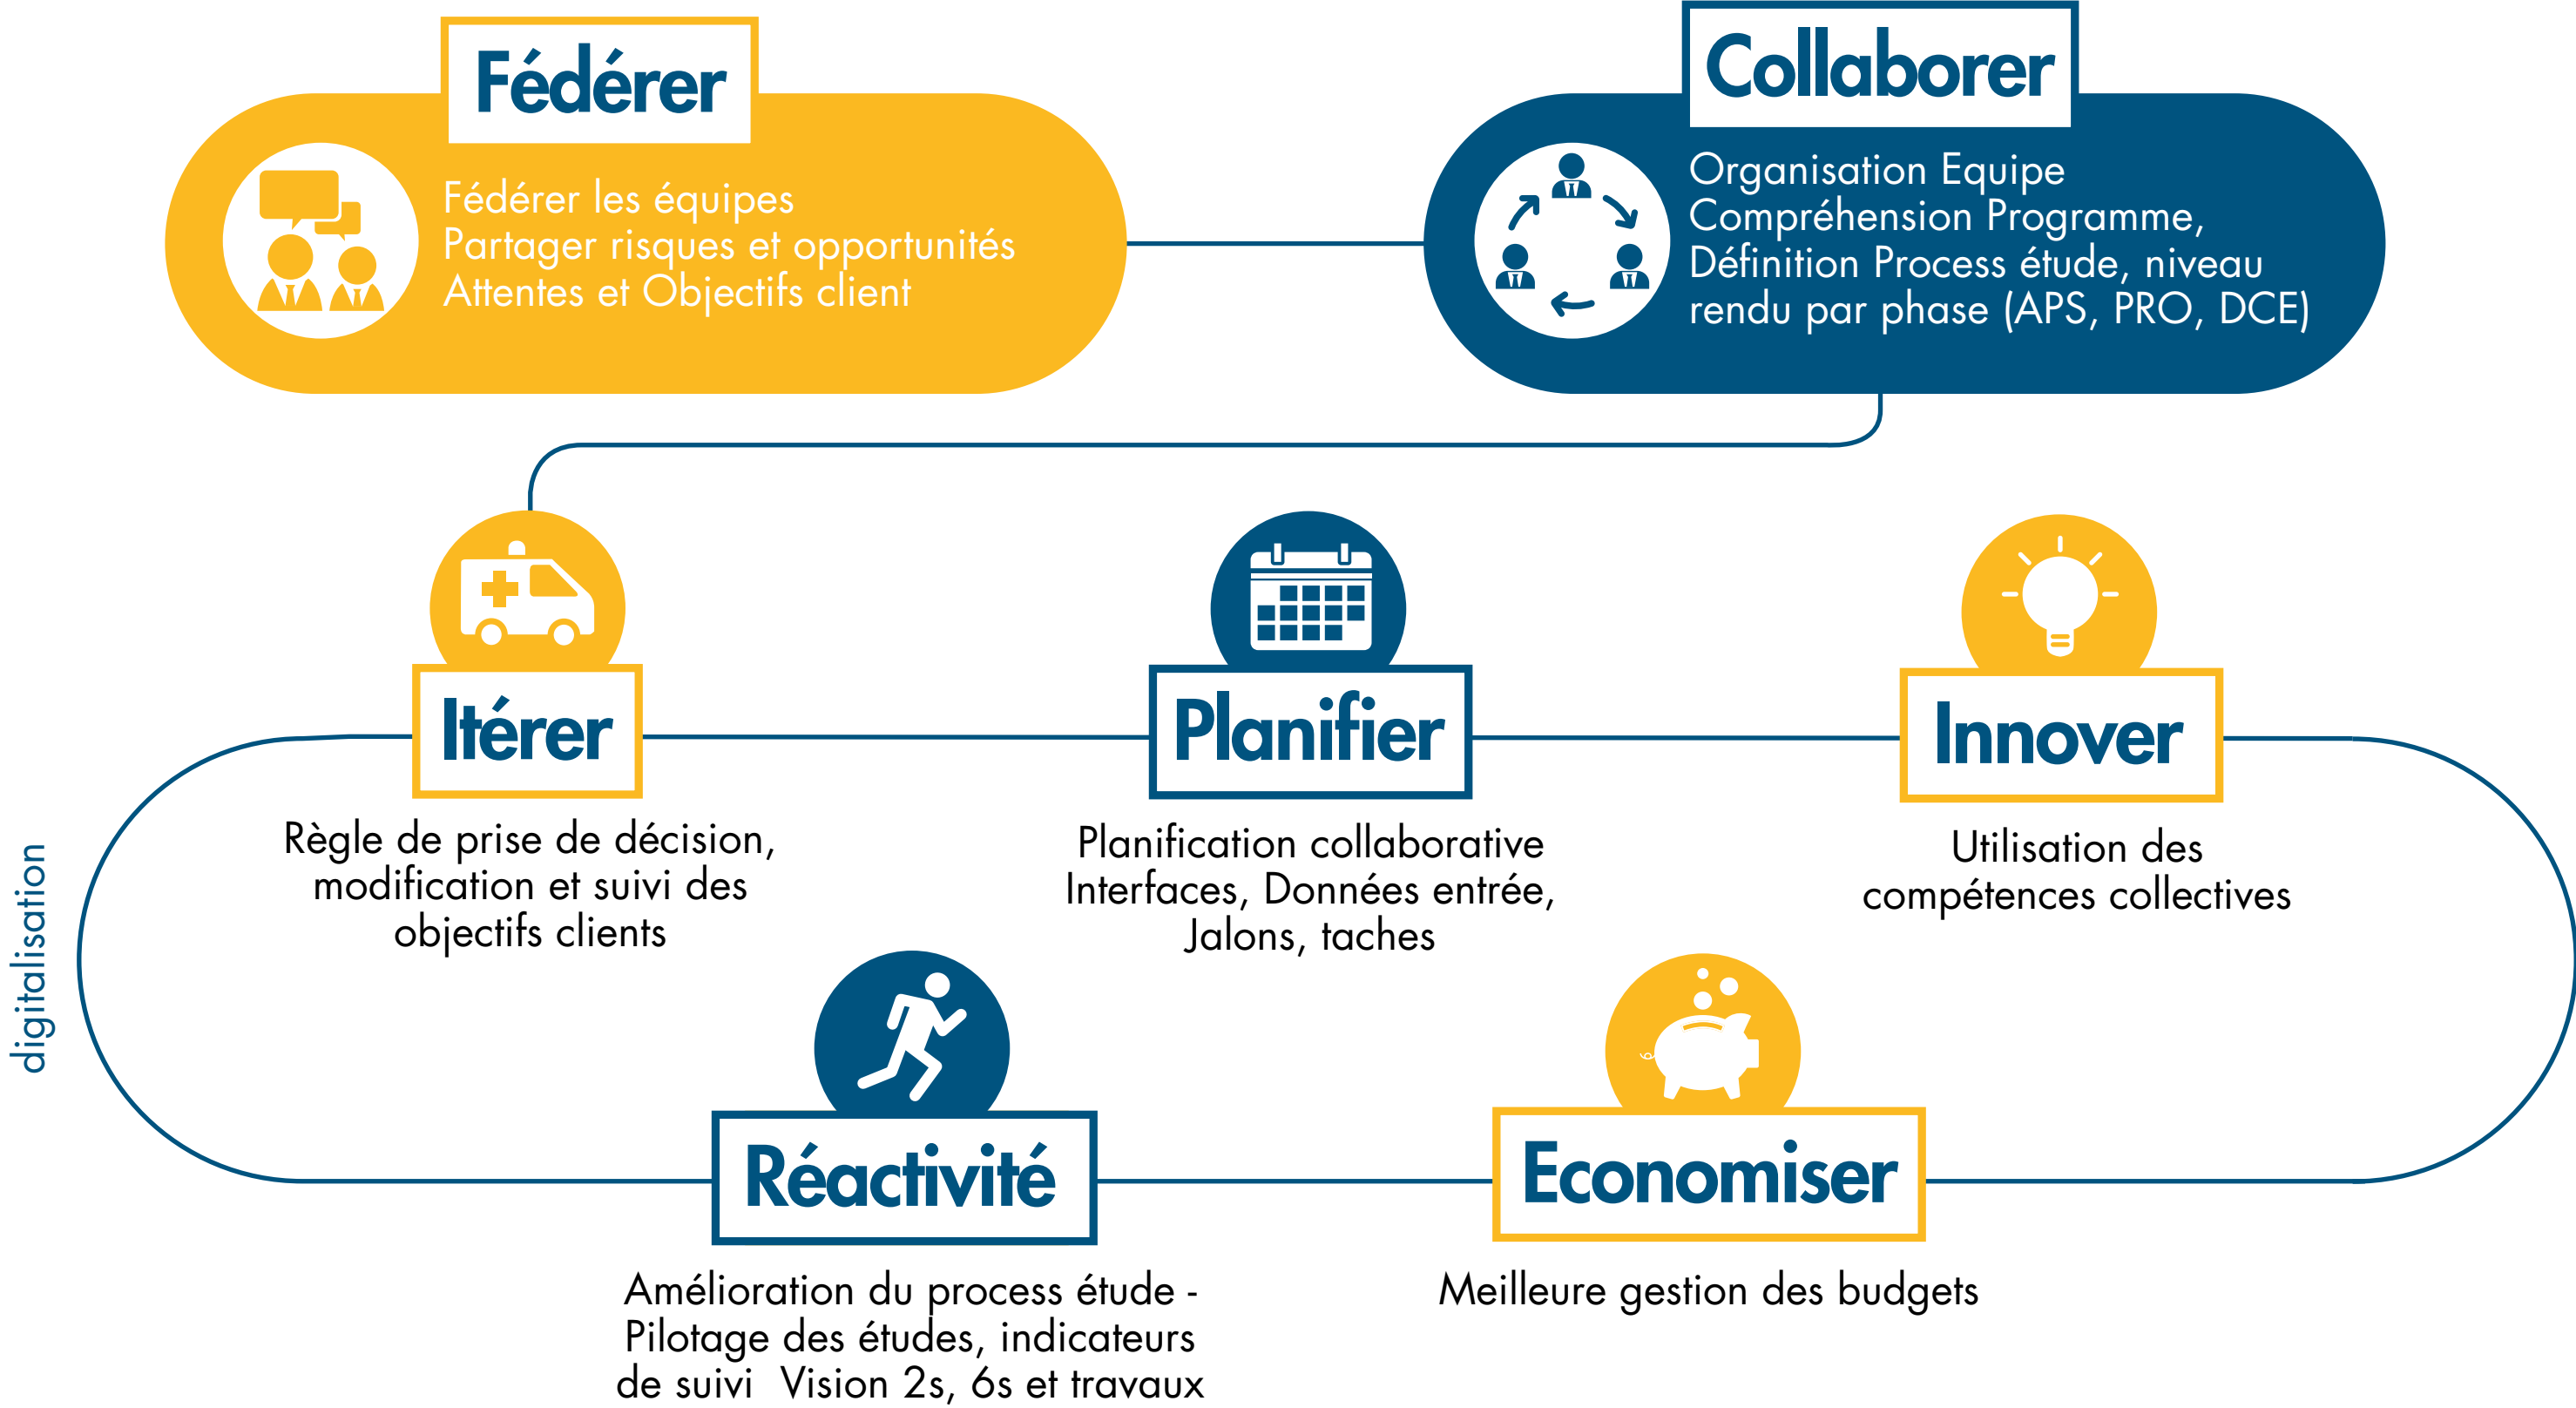 Fédérer
Fédérer les équipes
Partager risques et opportunités
Attentes et Objectifs client
Collaborer
Organisation Equipe
Compréhension Programme,
Définition Process étude, niveau
rendu par phase (APS, PRO, DCE)
Itérer
Règle de prise de décision,
modification et suivi des
objectifs clients
Planifier
Planification collaborative
Interfaces, Données entrée,
Jalons, taches
Innover
Utilisation des
compétences collectives
digitalisation
Réactivité
Amélioration du process étude -
Pilotage des études, indicateurs
de suivi  Vision 2s, 6s et travaux
Economiser
Meilleure gestion des budgets